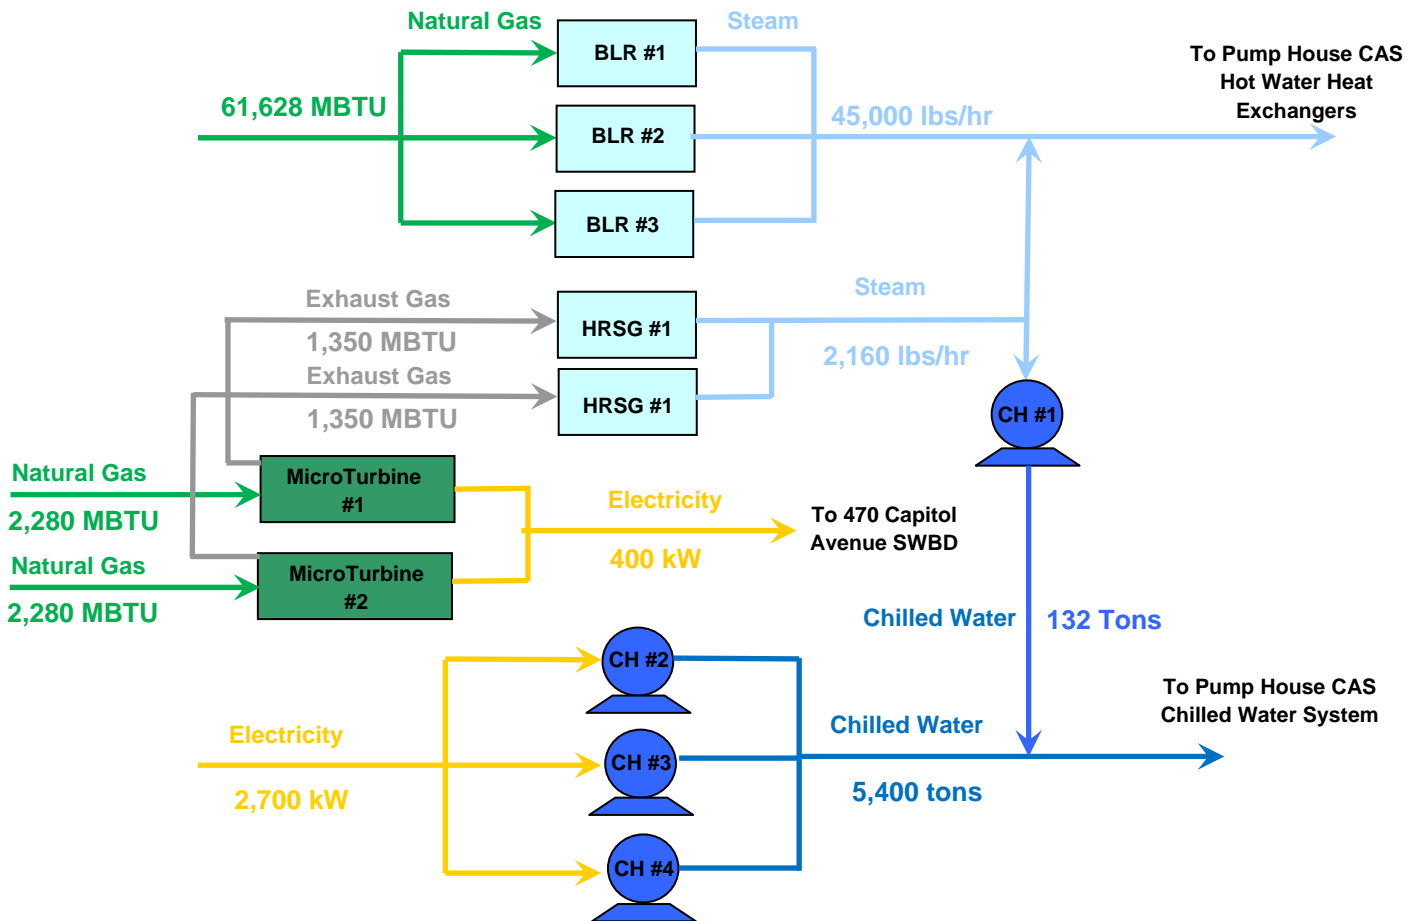 Natural Gas
Steam
BLR #1
To Pump House CAS
Hot Water Heat
Exchangers
61,628 MBTU
BLR #2
45,000 lbs/hr
BLR #3
Exhaust Gas
1,350 MBTU
HRSG #1
Steam
2,160 lbs/hr
Exhaust Gas
1,350 MBTU
HRSG #1
CH #1
Natural Gas
2,280 MBTU
MicroTurbine
#1
Electricity
400 kW
To 470 Capitol
Avenue SWBD
Natural Gas
2,280 MBTU
MicroTurbine
#2
Chilled Water
132 Tons
CH #2
To Pump House CAS
Chilled Water System
Electricity
2,700 kW
CH #3
Chilled Water
5,400 tons
CH #4